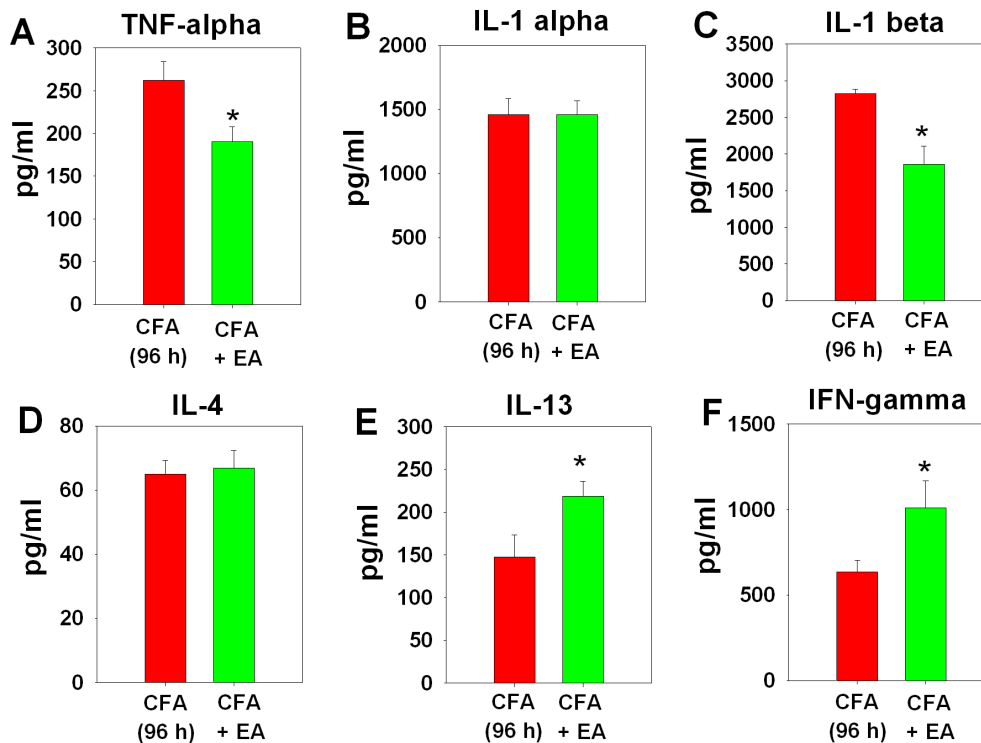 A
TNF-alpha
300
250
200
150
100
50
0
pg/ml
*
CFA
(96 h)
CFA
+ EA
B
IL-1 alpha
2000
1500
1000
500
0
pg/ml
CFA
(96 h)
CFA
+ EA
C
IL-1 beta
3500
3000
2500
2000
1500
1000
500
0
pg/ml
*
CFA
(96 h)
CFA
+ EA
D
IL-4
80
60
40
20
0
pg/ml
CFA
(96 h)
CFA
+ EA
E
IL-13
300
250
200
150
100
50
0
pg/ml
*
CFA
(96 h)
CFA
+ EA
F
IFN-gamma
1500
1000
500
0
pg/ml
*
CFA
(96 h)
CFA
+ EA